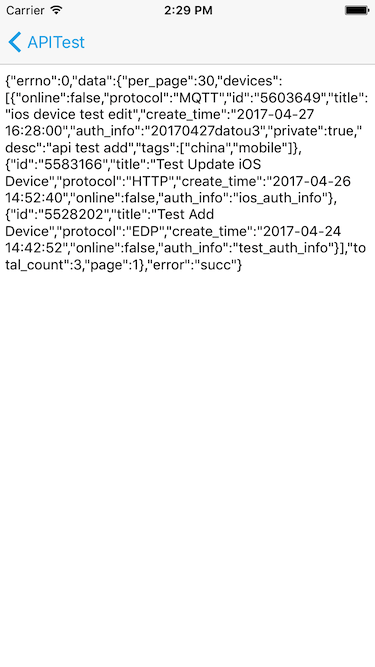 Carrier 2:29 PM
APITest
{"errno":0,"data":{"per_page":30,"devices":
[{"online":false,"protocol":"MQTT","id":"5603649","title":
"ios device test edit","create_time":"2017-04-27
16:28:00","auth_info":"20170427datou3","private":true,"
desc":"api test add","tags":["china","mobile"]},
{"id":"5583166","title":"Test Update iOS
Device","protocol":"HTTP","create_time":"2017-04-26
14:52:40","online":false,"auth_info":"ios_auth_info"},
{"id":"5528202","title":"Test Add
Device","protocol":"EDP","create_time":"2017-04-24
14:42:52","online":false,"auth_info":"test_auth_info"}],"to
tal_count":3,"page":1},"error":"succ"}